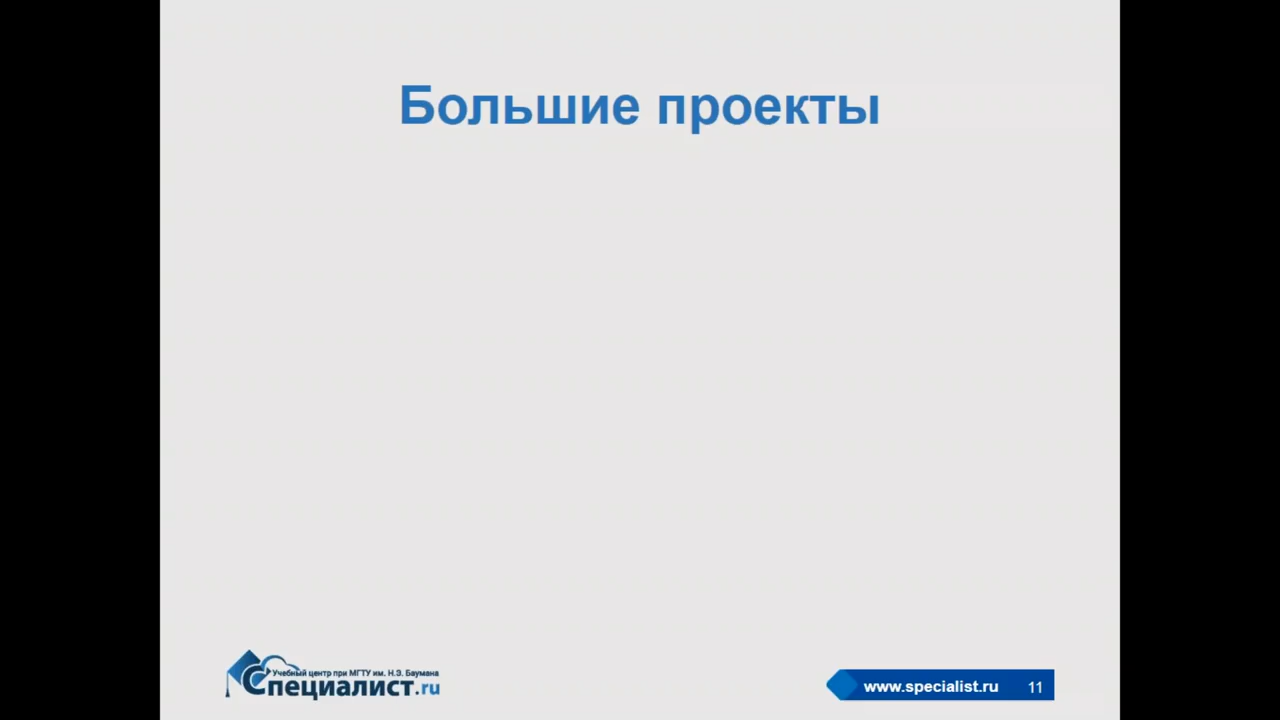 Большие проекты
Учебный центр при МГТУ им. Н.Э. Баумана
Специалист.ru
www.specialist.ru 11